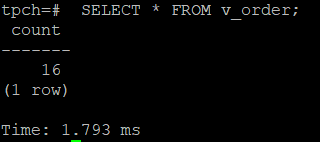 tpch=#  SELECT * FROM v_order;
 count
-------
    16
(1 row)

Time: 1.793 ms